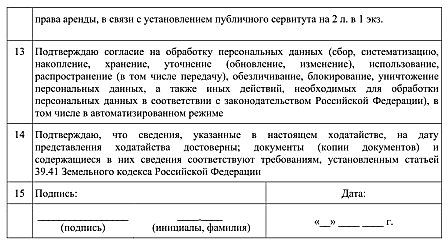 права аренды, в связи с установлением публичного сервитута на 2 л. в 1 экз.
13 Подтверждаю согласие на обработку персональных данных (сбор, систематизацию,
накопление, хранение, уточнение (обновление, изменение), использование,
распространение (в том числе передачу), обезличивание, блокирование, уничтожение
персональных данных, а также иных действий, необходимых для обработки
персональных данных в соответствии с законодательством Российской Федерации), в
том числе в автоматизированном режиме
14 Подтверждаю, что сведения, указанные в настоящем ходатайстве, на дату
представления ходатайства достоверны; документы (копии документов) и
содержащиеся в них сведения соответствуют требованиям, установленным статьей
39.41 Земельного кодекса Российской Федерации
15 Подпись: Дата:
_________________ ________ «__» ____ ____ г.
(подпись) (инициалы, фамилия)